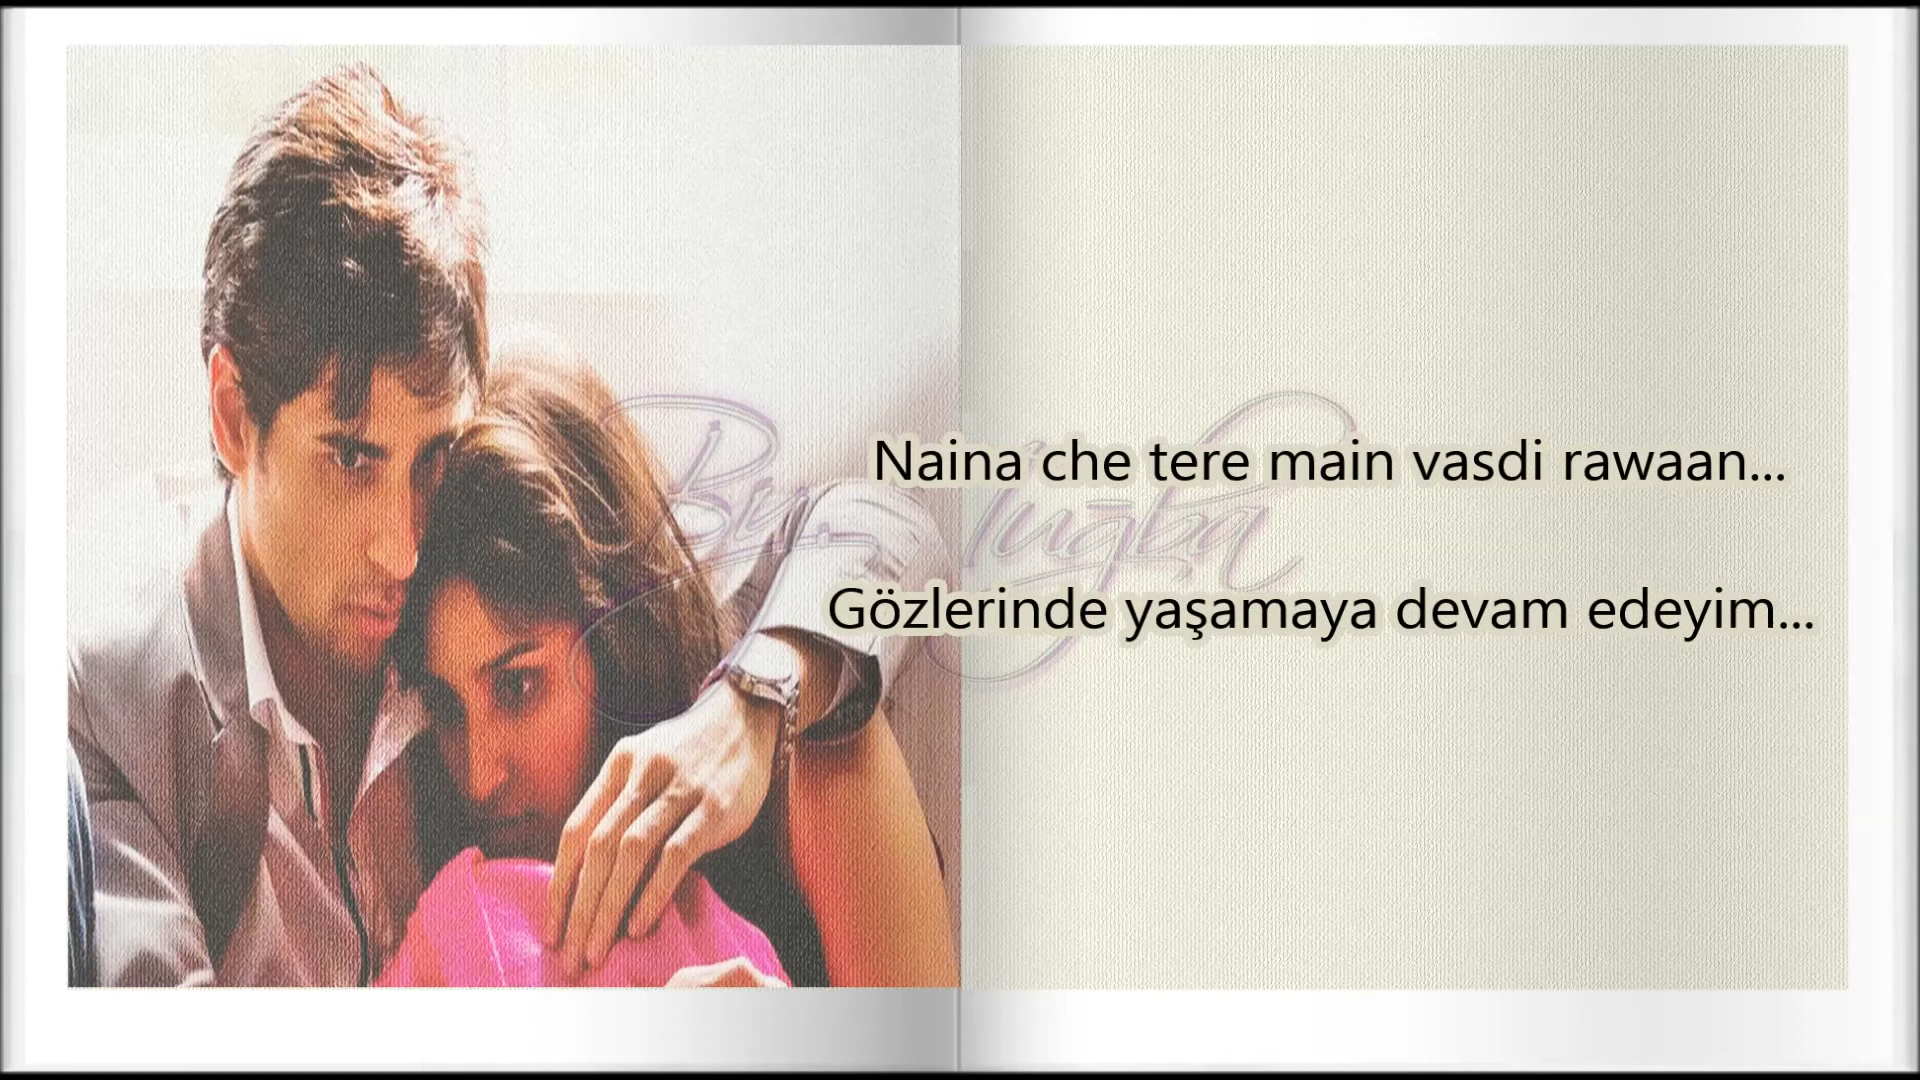 Naina che tere main vasdi rawaan...
Gözlerinde yaşamaya devam edeyim...